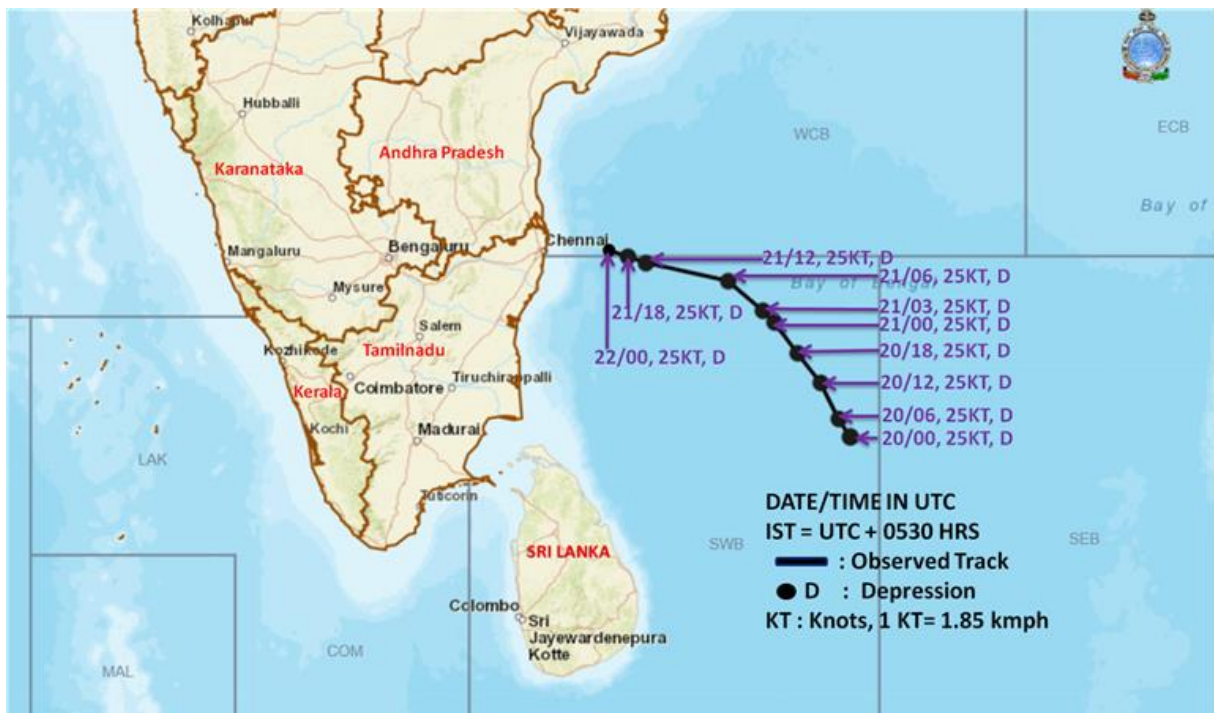 Kolhapur
Vijayawada
Hubballi
WCB
ECB
Karanataka
Andhra Pradesh
Bay of
Chennai
Mangaluru
Bengaluru
21/12, 25KT, D
21/06, 25KT, D
Bay of Bengal
Mysure
21/18, 25KT, D
21/03, 25KT, D
21/00, 25KT, D
Salem
22/00, 25KT, D
20/18, 25KT, D
Kozhikode
Tamilnadu
Coimbatore
Tiruchirappalli
20/12, 25KT, D
Kerala
20/06, 25KT, D
Kochi
Madurai
20/00, 25KT, D
LAK
Tuticorin
DATE/TIME IN UTC
IST = UTC + 0530 HRS
SRI LANKA
SWB
SEB
: Observed Track
D : Depression
Colombo
Sri
Jayewardenepura
Kotte
KT : Knots, 1 KT= 1.85 kmph
COM
MAL